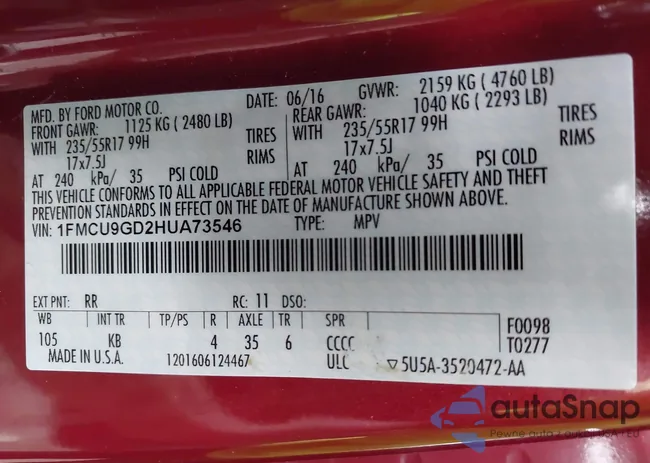 MFD. BY FORD MOTOR CO. DATE: 06/16 GVWR: 2159 KG ( 4760 LB)
FRONT GAWR: 1125 KG ( 2480 LB) REAR GAWR: 1040 KG ( 2293 LB)
WITH 235/55R17 99H TIRES WITH 235/55R17 99H TIRES
17x7.5J RIMS 17x7.5J RIMS
AT 240 kPa/ 35 PSI COLD AT 240 kPa/ 35 PSI COLD
THIS VEHICLE CONFORMS TO ALL APPLICABLE FEDERAL MOTOR VEHICLE SAFETY AND THEFT
PREVENTION STANDARDS IN EFFECT ON THE DATE OF MANUFACTURE SHOWN ABOVE.
VIN: 1FMCU9GD2HUA73546 TYPE: MPV
EXT PNT: RR RC: 11 DSO:
WB INT TR TP/PS R AXLE TR SPR F0098
105 KB 4 35 6 CCCC T0277
MADE IN U.S.A. 1201606124467 ULC ▽5U5A-3520472-AA
autaSnap